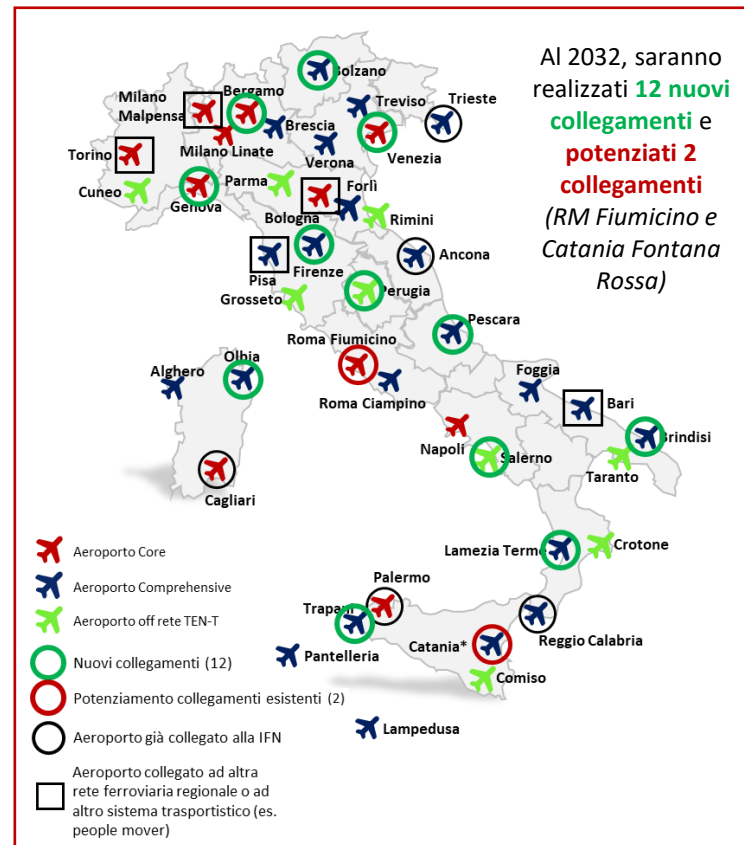 Al 2032, saranno
realizzati 12 nuovi
collegamenti e
potenziati 2
collegamenti
(RM Fiumicino e
Catania Fontana
Rossa)
Bolzano
Bergamo
Milano
Malpensa
Treviso
Trieste
Brescia
Torino
Milano Linate
Verona
Venezia
Cuneo
Parma
Forlì
Genova
Bologna
Rimini
Ancona
Firenze
Pisa
Perugia
Grosseto
Pescara
Roma Fiumicino
Olbia
Alghero
Foggia
Roma Ciampino
Bari
Napoli
Brindisi
Salerno
Taranto
Cagliari
Lamezia Terme
Crotone
Palermo
Trapani
Reggio Calabria
Catania*
Pantelleria
Comiso
Lampedusa
Aeroporto Core
Aeroporto Comprehensive
Aeroporto off rete TEN-T
Nuovi collegamenti (12)
Potenziamento collegamenti esistenti (2)
Aeroporto già collegato alla IFN
Aeroporto collegato ad altra
rete ferroviaria regionale o ad
altro sistema trasportistico (es.
people mover)